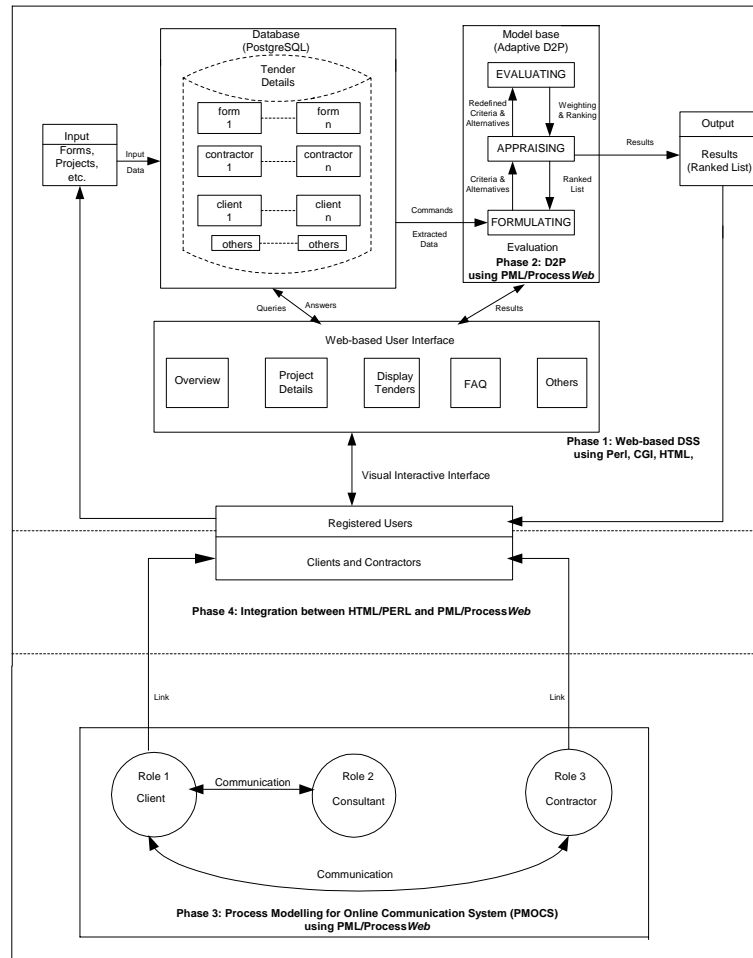 Database
(PostgreSQL)
Tender
Details
form
1
form
n
contractor
1
contractor
n
client
1
client
n
others
others
Model base
(Adaptive D2P)
EVALUATING
Redefined
Criteria &
Alternatives
Weighting
& Ranking
APPRAISING
Criteria &
Alternatives
Ranked
List
FORMULATING
Evaluation
Phase 2: D2P
using PML/ProcessWeb
Input
Forms,
Projects,
etc.
Input
Data
Results
Output
Results
(Ranked List)
Commands
Extracted
Data
Queries
Answers
Results
Web-based User Interface
Overview
Project
Details
Display
Tenders
FAQ
Others
Phase 1: Web-based DSS
using Perl, CGI, HTML,
Visual Interactive Interface
Registered Users
Clients and Contractors
Phase 4: Integration between HTML/PERL and PML/ProcessWeb
Link
Link
Role 1
Client
Communication
Role 2
Consultant
Role 3
Contractor
Communication
Phase 3: Process Modelling for Online Communication System (PMOCS)
using PML/ProcessWeb